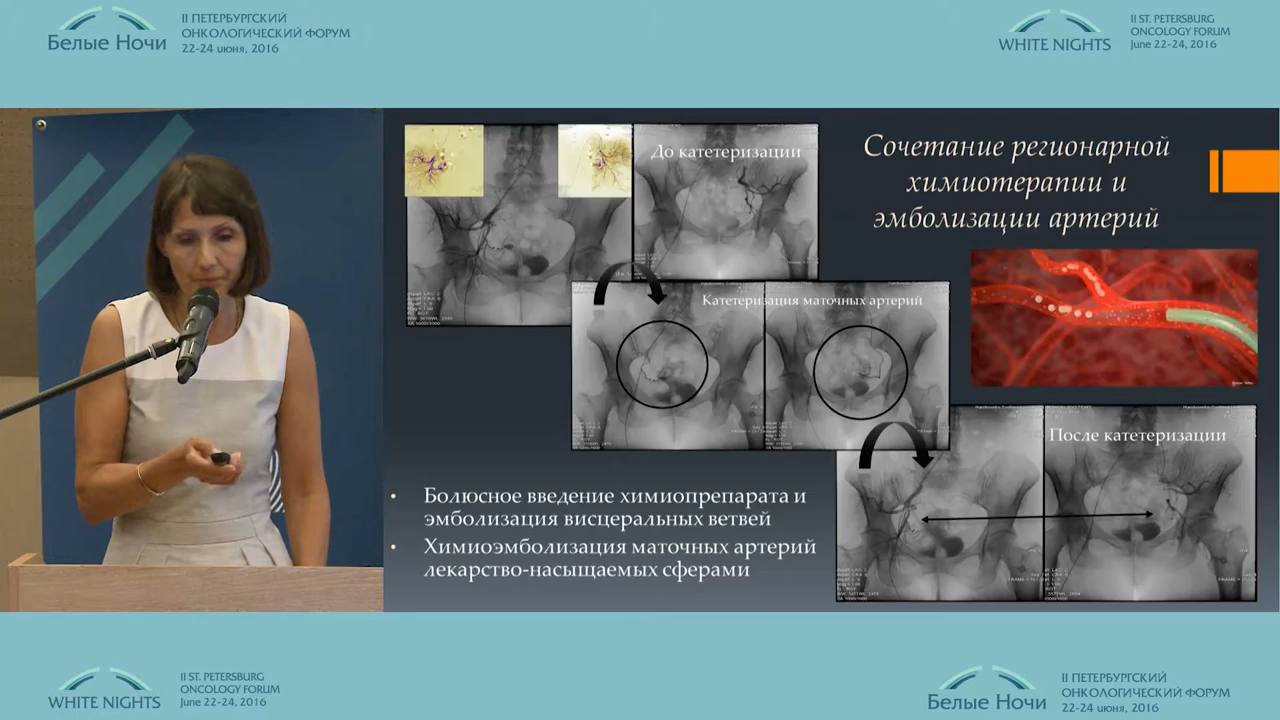 Белые Ночи
II ПЕТЕРБУРГСКИЙ
ОНКОЛОГИЧЕСКИЙ ФОРУМ
22-24 июня, 2016
WHITE NIGHTS
II ST. PETERSBURG
ONCOLOGY FORUM
June 22-24, 2016
До катетеризации
Сочетание регионарной
химиотерапии и
эмболизации артерий
Катетеризация маточных артерий
После катетеризации
• Болюсное введение химиопрепарата и
эмболизация висцеральных ветвей
• Химиоэмболизация маточных артерий
лекарство-насыщаемых сферами
WHITE NIGHTS
II ST. PETERSBURG
ONCOLOGY FORUM
June 22-24, 2016
Белые Ночи
II ПЕТЕРБУРГСКИЙ
ОНКОЛОГИЧЕСКИЙ ФОРУМ
22-24 июня, 2016